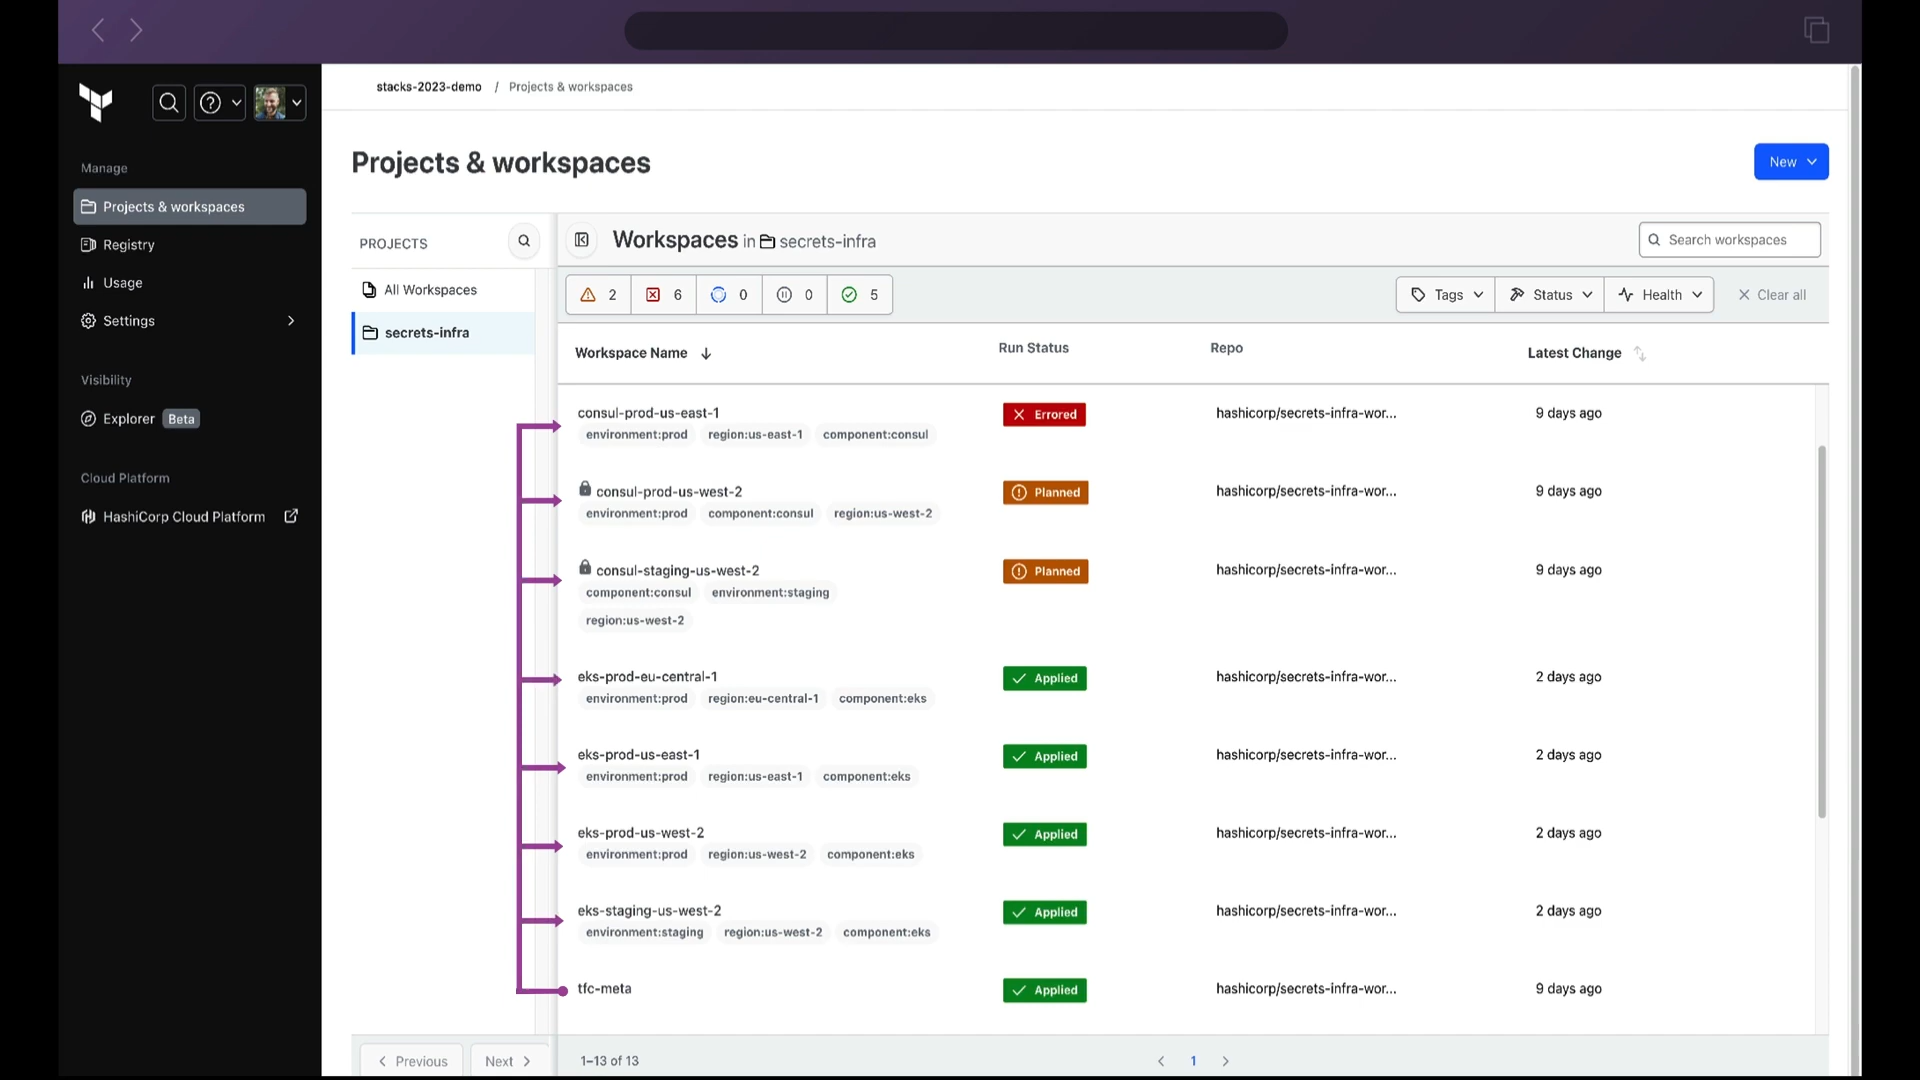 stacks-2023-demo / Projects & workspaces
Manage
Projects & workspaces
Registry
Usage
Settings
Visibility
Explorer Beta
Cloud Platform
HashiCorp Cloud Platform
Projects & workspaces
New
PROJECTS
All Workspaces
secrets-infra
Workspaces in secrets-infra
Search workspaces
2 6 0 0 5
Tags Status Health Clear all
Workspace Name Run Status Repo Latest Change
consul-prod-us-east-1 Errored hashicorp/secrets-infra-wor... 9 days ago
environment:prod region:us-east-1 component:consul
consul-prod-us-west-2 Planned hashicorp/secrets-infra-wor... 9 days ago
environment:prod component:consul region:us-west-2
consul-staging-us-west-2 Planned hashicorp/secrets-infra-wor... 9 days ago
component:consul environment:staging
region:us-west-2
eks-prod-eu-central-1 Applied hashicorp/secrets-infra-wor... 2 days ago
environment:prod region:eu-central-1 component:eks
eks-prod-us-east-1 Applied hashicorp/secrets-infra-wor... 2 days ago
environment:prod region:us-east-1 component:eks
eks-prod-us-west-2 Applied hashicorp/secrets-infra-wor... 2 days ago
environment:prod region:us-west-2 component:eks
eks-staging-us-west-2 Applied hashicorp/secrets-infra-wor... 2 days ago
environment:staging region:us-west-2 component:eks
tfc-meta Applied hashicorp/secrets-infra-wor... 9 days ago
Previous Next 1–13 of 13 1